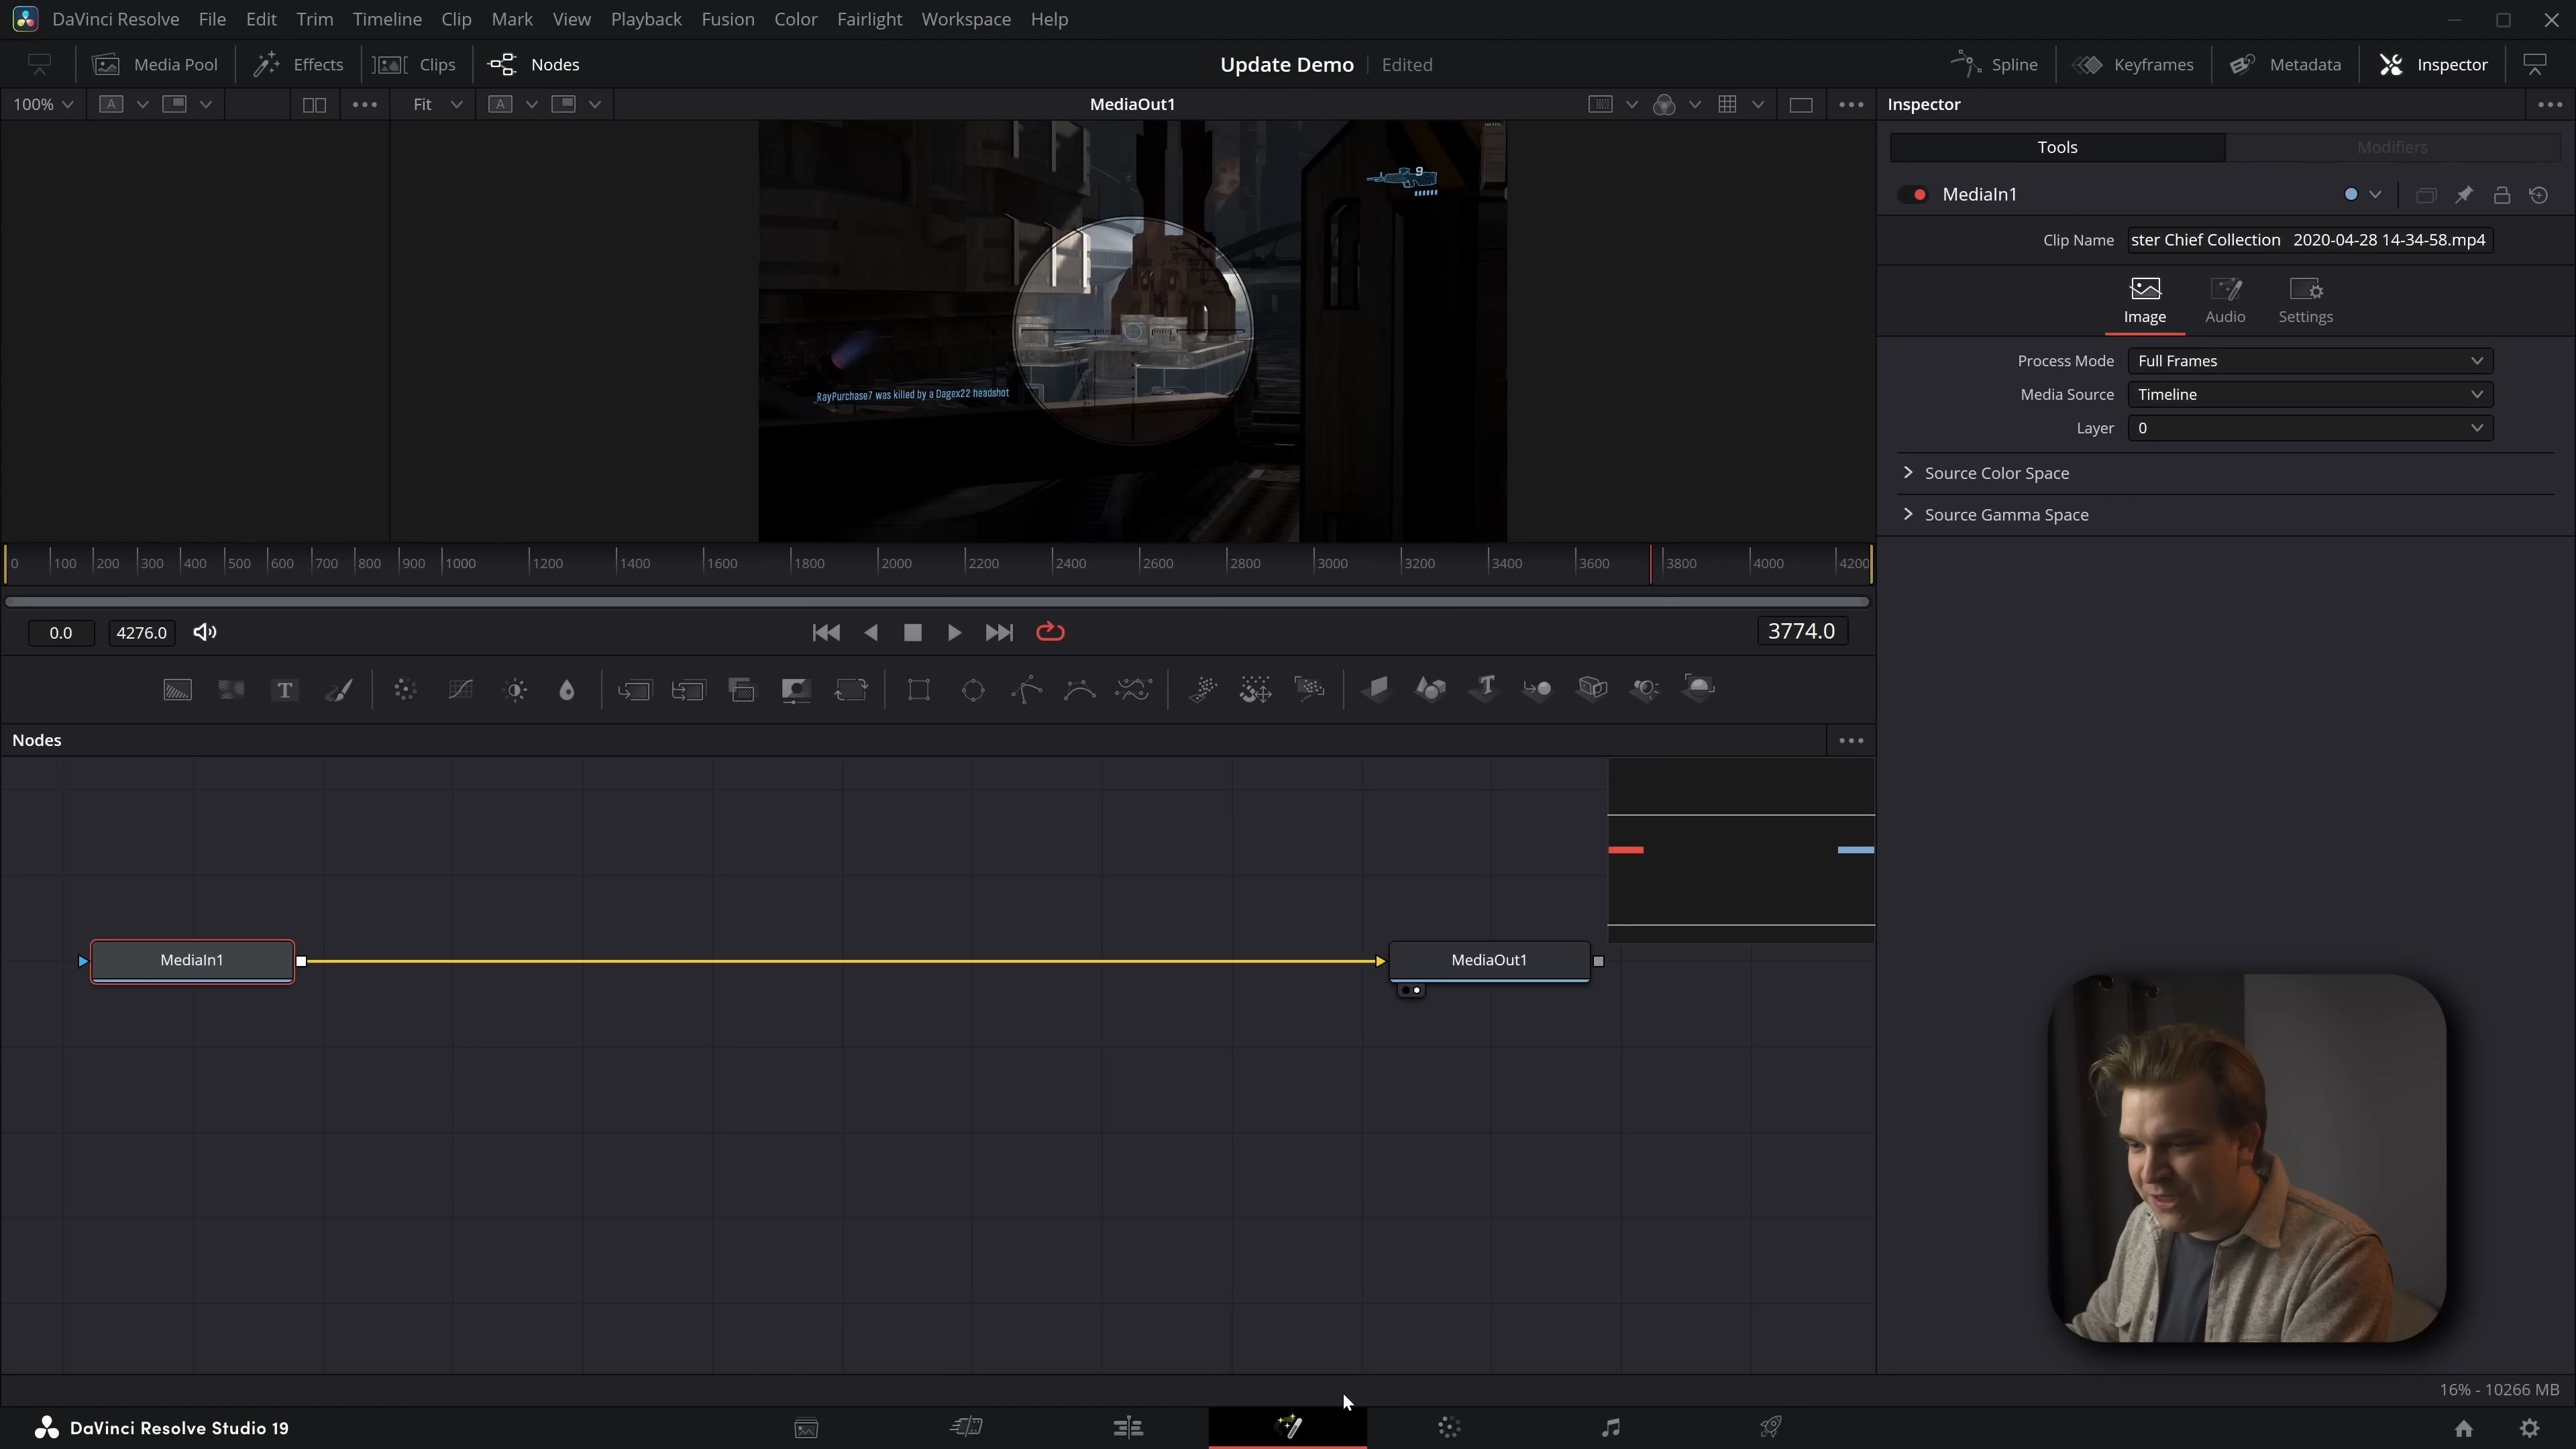 DaVinci Resolve File Edit Trim Timeline Clip Mark View Playback Fusion Color Fairlight Workspace Help
Media Pool Effects Clips Nodes Update Demo Edited Spline Keyframes Metadata Inspector
100% A Fit A MediaOut1 Inspector
Tools Modifiers
MediaIn1
Clip Name ster Chief Collection 2020-04-28 14-34-58.mp4
Image Audio Settings
Process Mode Full Frames
Media Source Timeline
Layer 0
Source Color Space
Source Gamma Space
9
RayPurchase7 was killed by a Dagex22 headshot
0 100 200 300 400 500 600 700 800 900 1000 1200 1400 1600 1800 2000 2200 2400 2600 2800 3000 3200 3400 3600 3800 4000 4200
0.0 4276.0 3774.0
T T
Nodes
MediaIn1 MediaOut1
16% - 10266 MB
DaVinci Resolve Studio 19